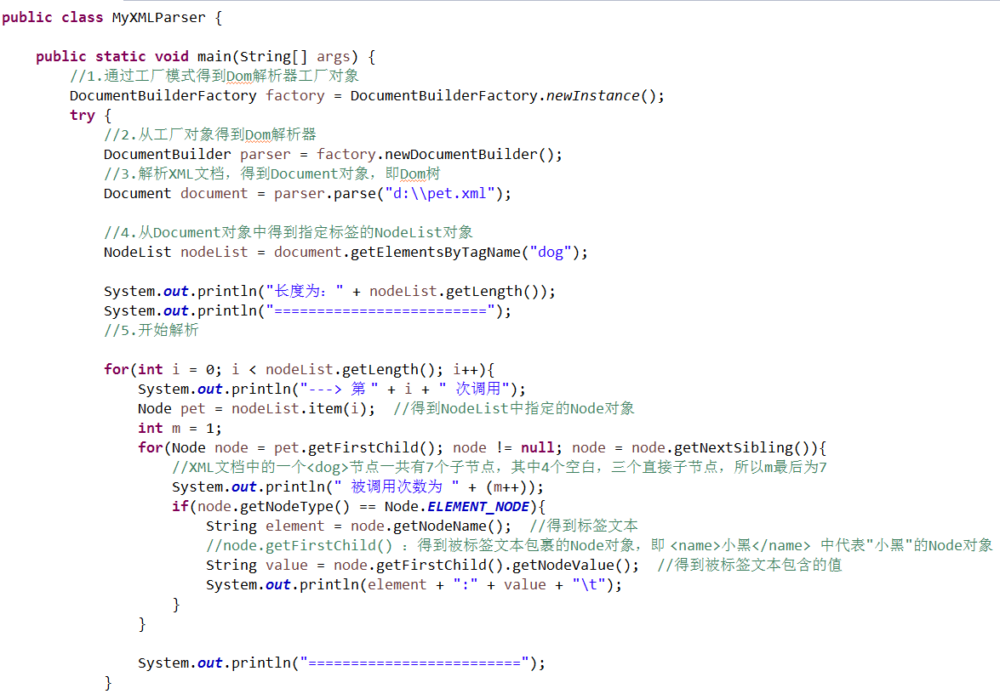 public class MyXMLParser {
public static void main(String[] args) {
//1.通过工厂模式得到Dom解析器工厂对象
DocumentBuilderFactory factory = DocumentBuilderFactory.newInstance();
try {
//2.从工厂对象得到Dom解析器
DocumentBuilder parser = factory.newDocumentBuilder();
//3.解析XML文档，得到Document对象，即Dom树
Document document = parser.parse("d:\\pet.xml");
//4.从Document对象中得到指定标签的NodeList对象
NodeList nodeList = document.getElementsByTagName("dog");
System.out.println("长度为：" + nodeList.getLength());
System.out.println("=========================");
//5.开始解析
for(int i = 0; i < nodeList.getLength(); i++){
System.out.println("---> 第 " + i + " 次调用");
Node pet = nodeList.item(i);  //得到NodeList中指定的Node对象
int m = 1;
for(Node node = pet.getFirstChild(); node != null; node = node.getNextSibling()){
//XML文档中的一个<dog>节点一共有7个子节点，其中4个空白，三个直接子节点，所以m最后为7
System.out.println(" 被调用次数为 " + (m++));
if(node.getNodeType() == Node.ELEMENT_NODE){
String element = node.getNodeName();  //得到标签文本
//node.getFirstChild() ：得到被标签文本包裹的Node对象，即 <name>小黑</name> 中代表"小黑"的Node对象
String value = node.getFirstChild().getNodeValue();  //得到被标签文本包含的值
System.out.println(element + ":" + value + "\t");
}
}
System.out.println("=========================");
}